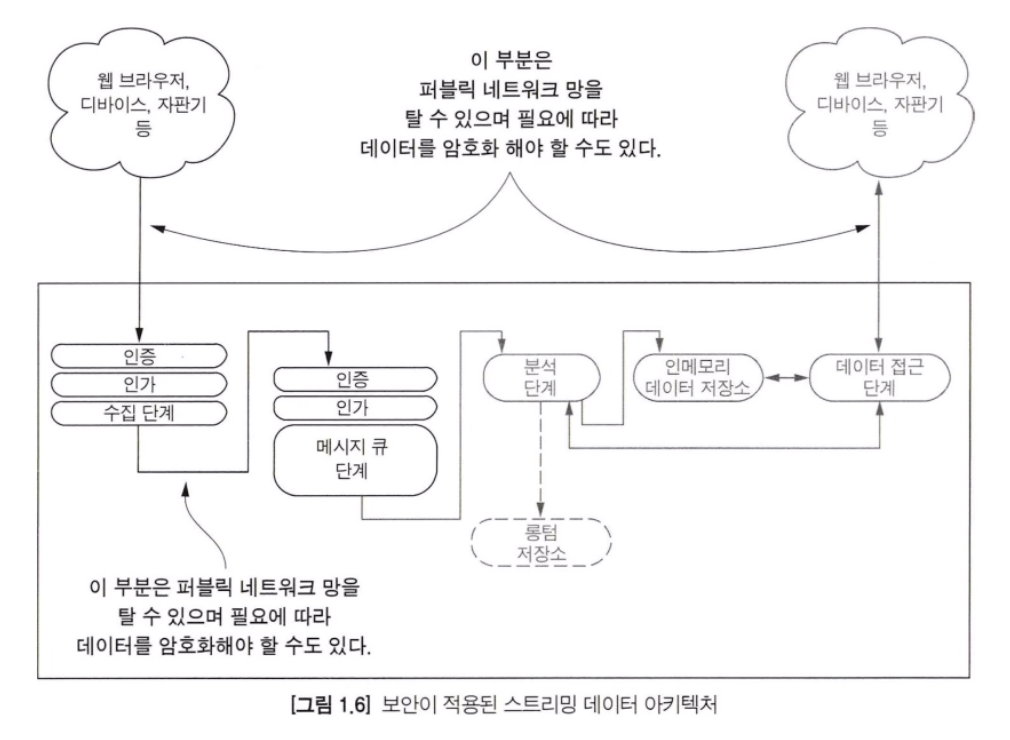 웹 브라우저,
디바이스, 자판기
등
이 부분은
퍼블릭 네트워크 망을
탈 수 있으며 필요에 따라
데이터를 암호화 해야 할 수도 있다.
웹 브라우저,
디바이스, 자판기
등
인증
인가
수집 단계
인증
인가
메시지 큐
단계
분석
단계
인메모리
데이터 저장소
데이터 접근
단계
롱텀
저장소
이 부분은 퍼블릭 네트워크 망을
탈 수 있으며 필요에 따라
데이터를 암호화해야 할 수도 있다.
[그림 1.6] 보안이 적용된 스트리밍 데이터 아키텍처